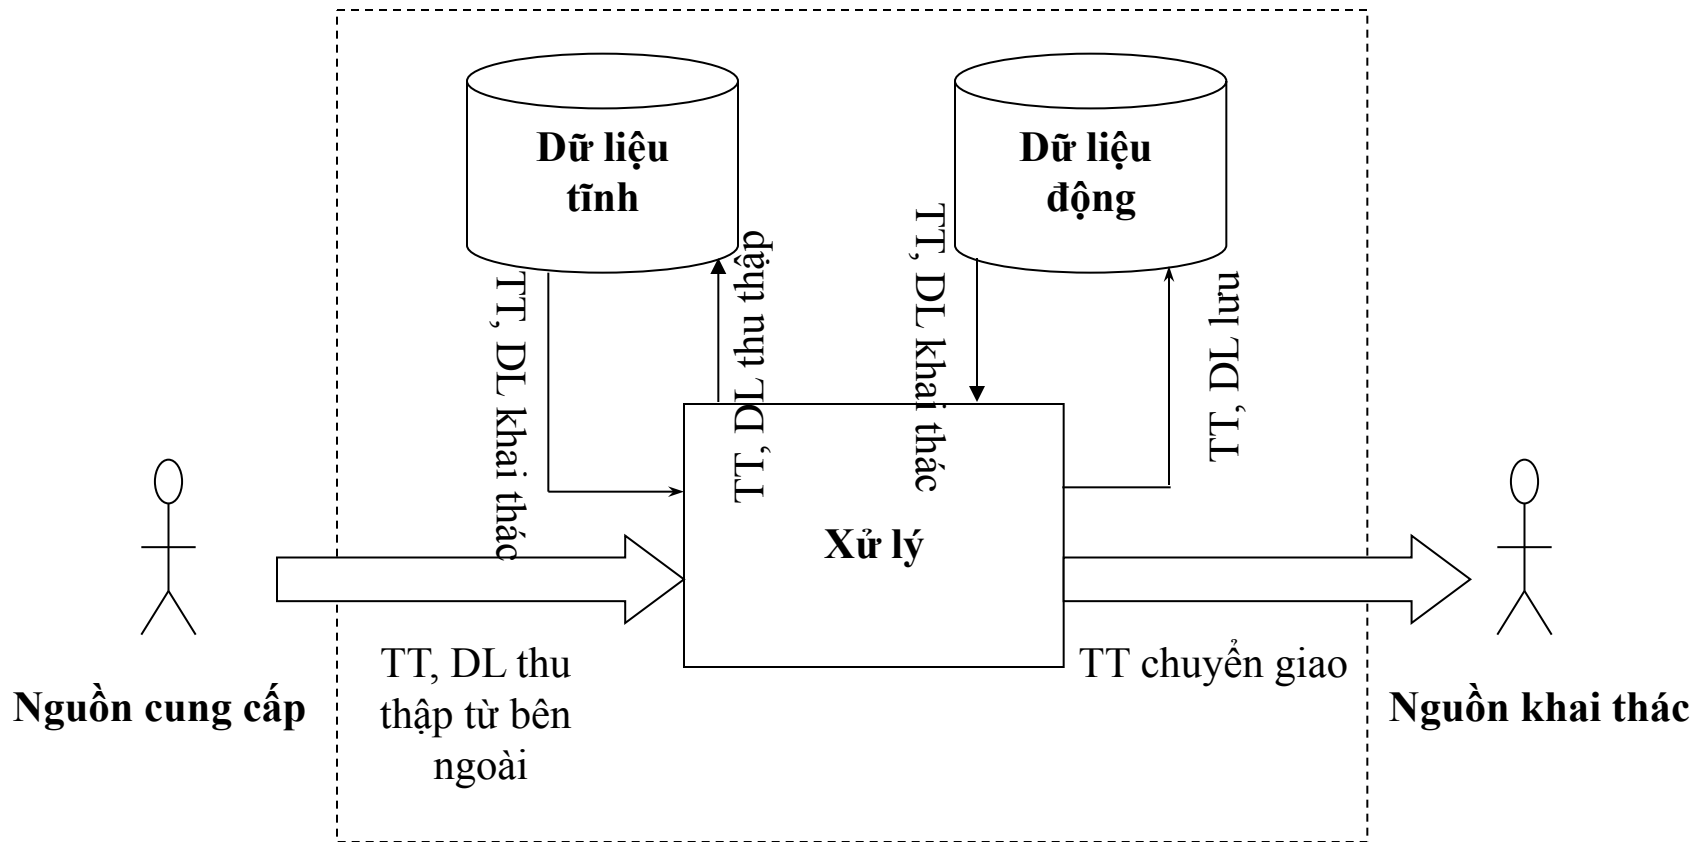 Dữ liệu
tĩnh
Dữ liệu
động
TT, DL khai thác
TT, DL thu thập
TT, DL khai thác
TT, DL lưu
Xử lý
TT, DL thu
thập từ bên
ngoài
TT chuyển giao
Nguồn cung cấp
Nguồn khai thác